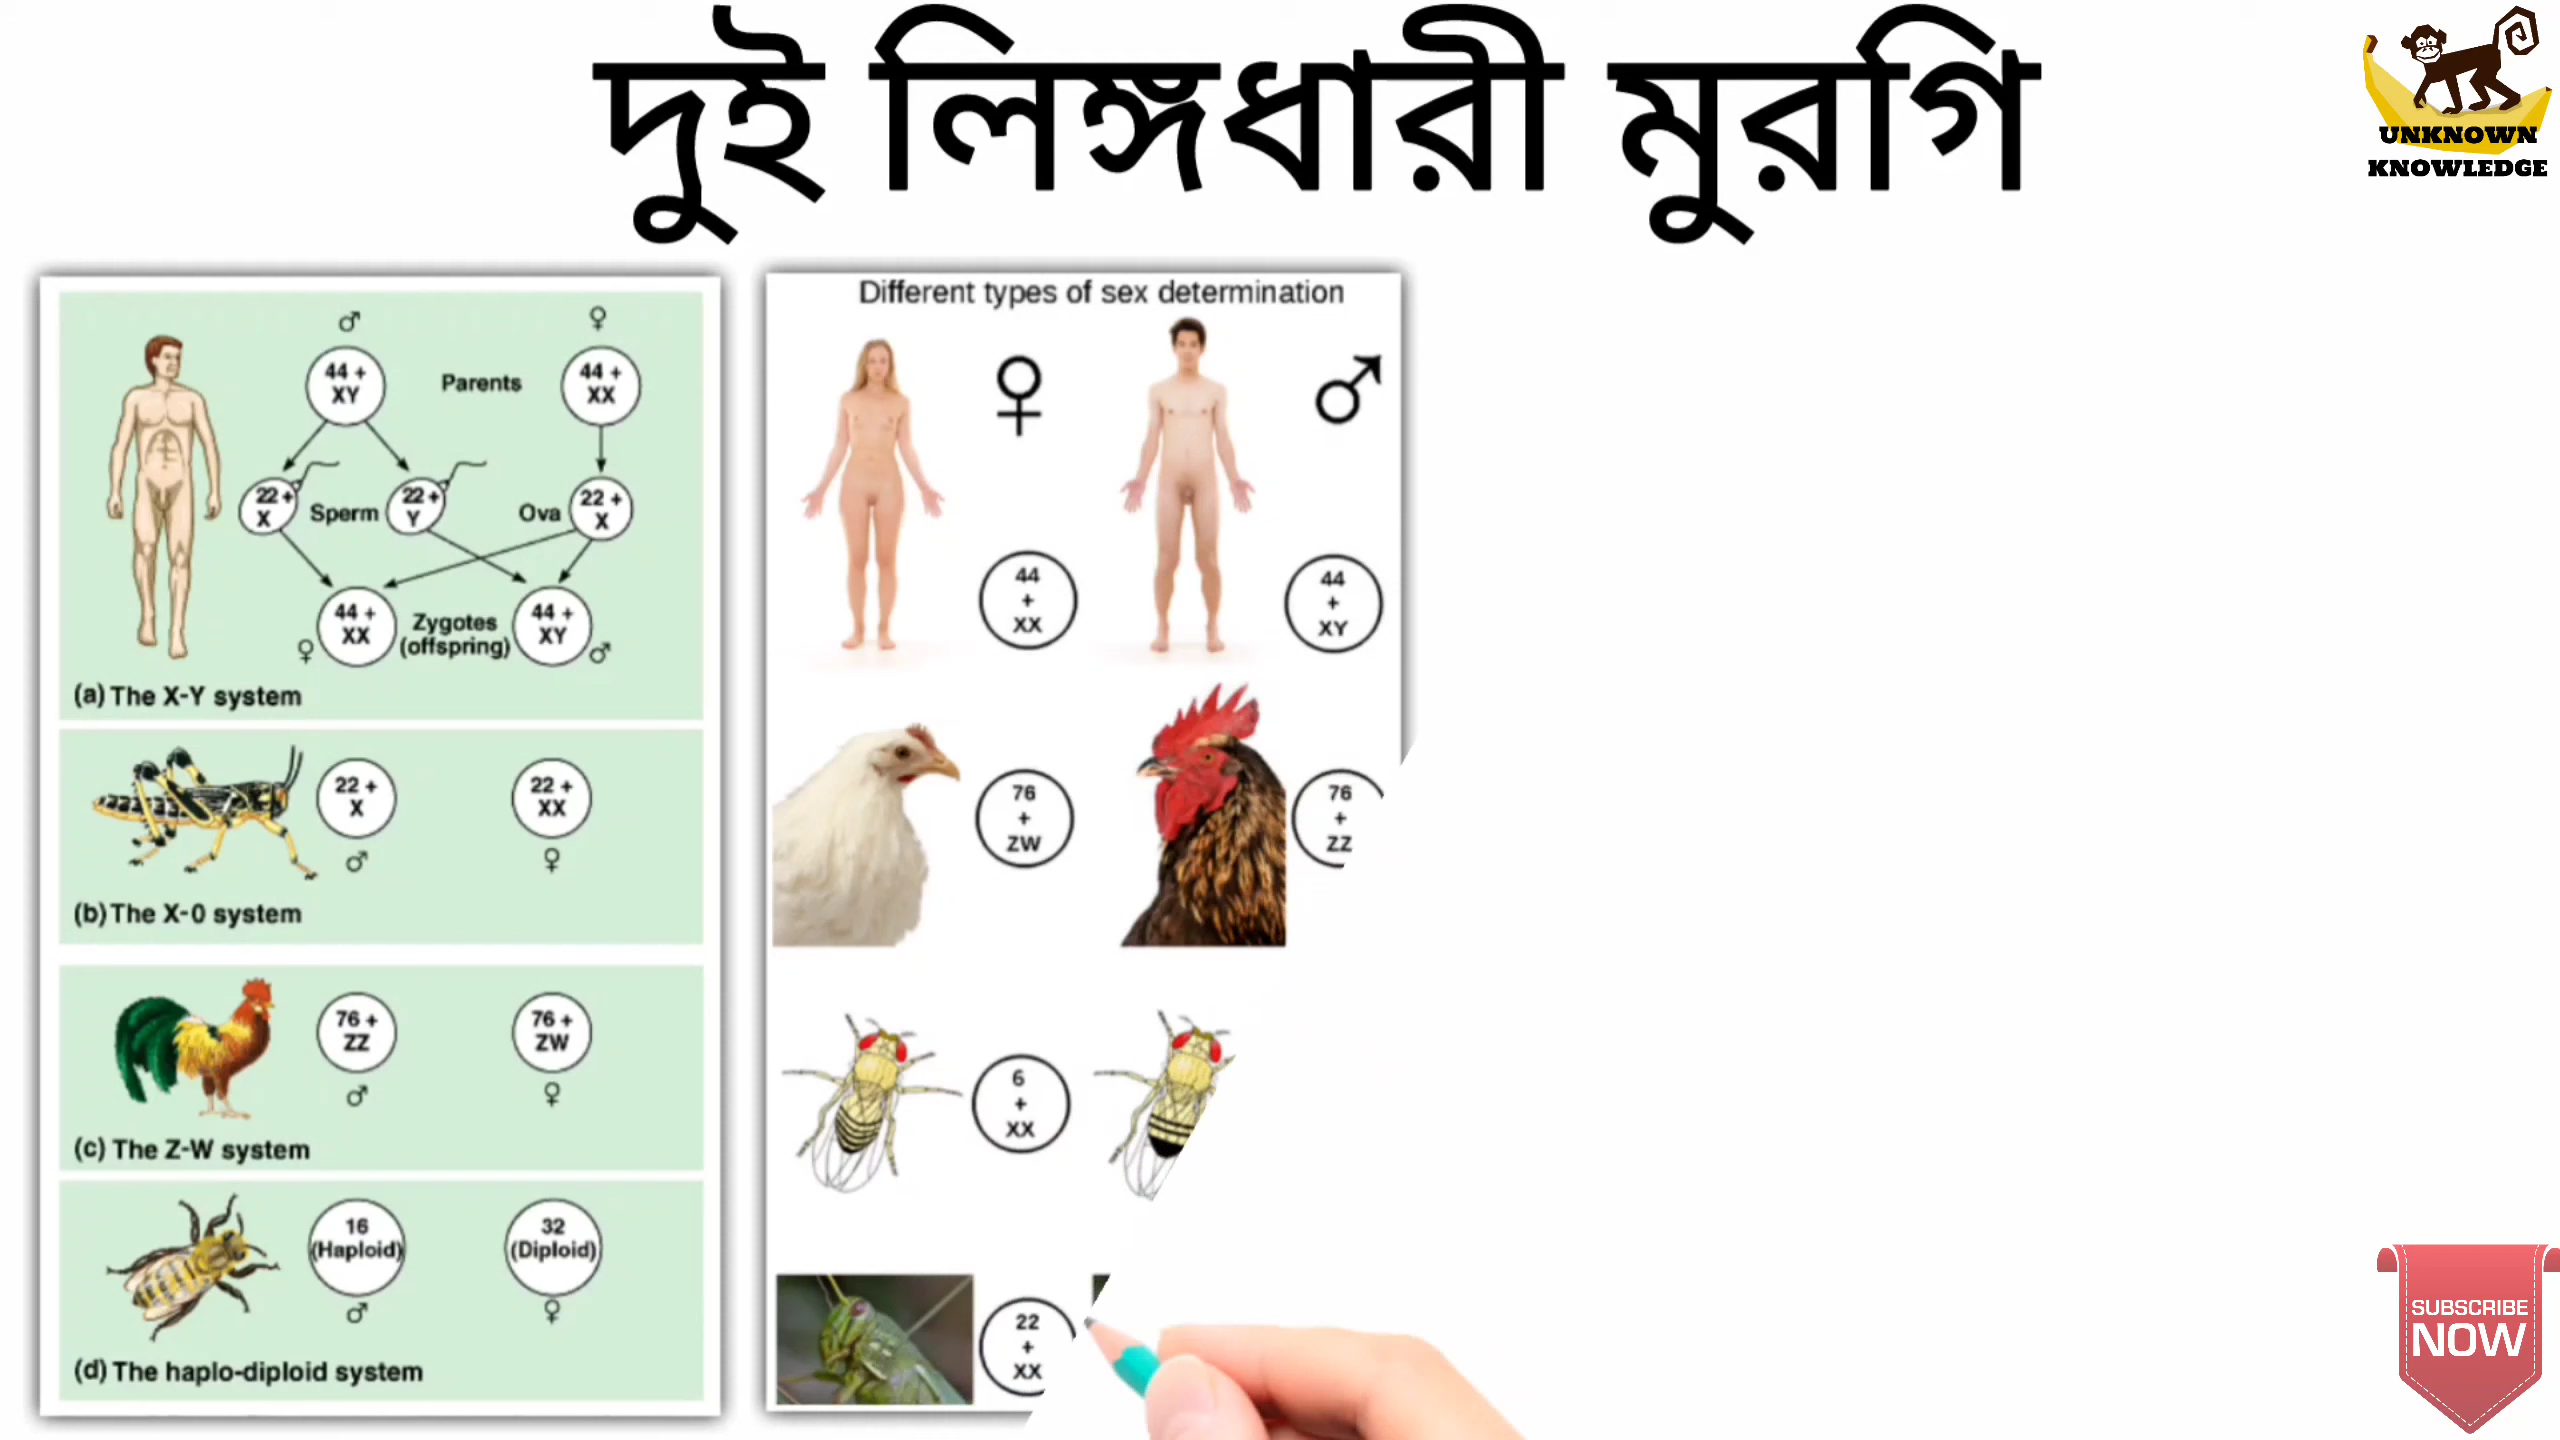 দুই লিঙ্গধারী মুরগি
UNKNOWN
KNOWLEDGE
♂ ♀
44 + XY
Parents
44 + XX
22 + X
Sperm
22 + Y
Ova
22 + X
♀
44 + XX
Zygotes
(offspring)
44 + XY
♂
(a) The X-Y system
22 + X
22 + XX
♂ ♀
(b) The X-0 system
76 + ZZ
76 + ZW
♂ ♀
(c) The Z-W system
16 (Haploid)
32 (Diploid)
♂ ♀
(d) The haplo-diploid system
Different types of sex determination
♀ ♂
44 + XX
44 + XY
76 + ZW
76 + ZZ
6 + XX
22 + XX
SUBSCRIBE
NOW